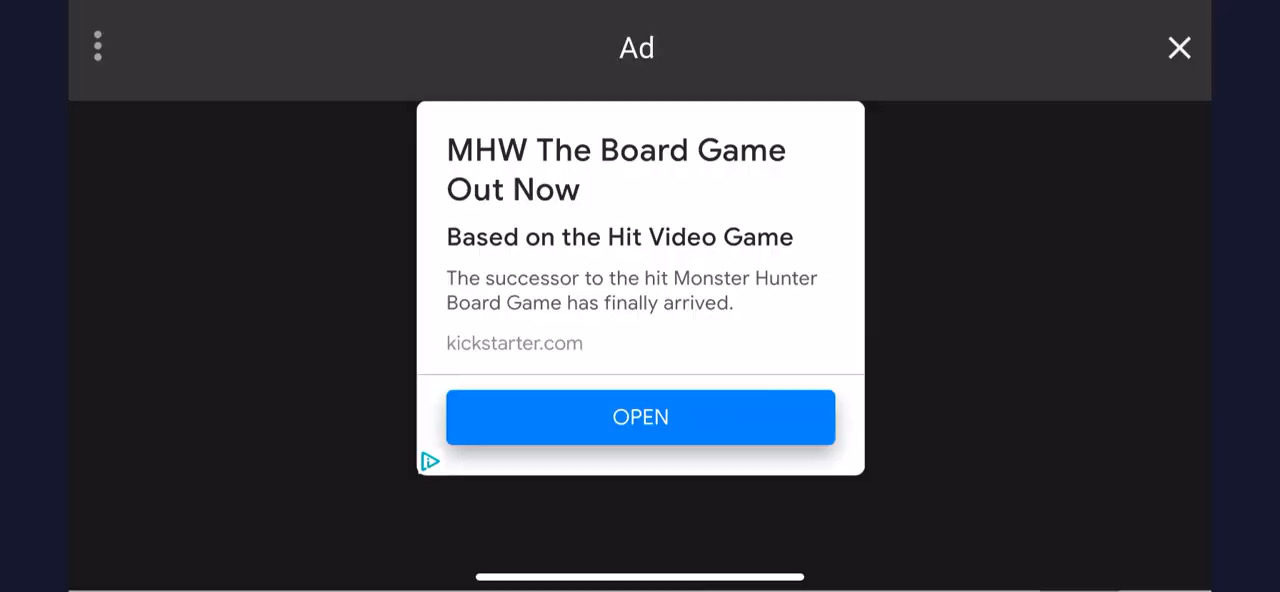 Ad
MHW The Board Game
Out Now
Based on the Hit Video Game
The successor to the hit Monster Hunter
Board Game has finally arrived.
kickstarter.com
OPEN